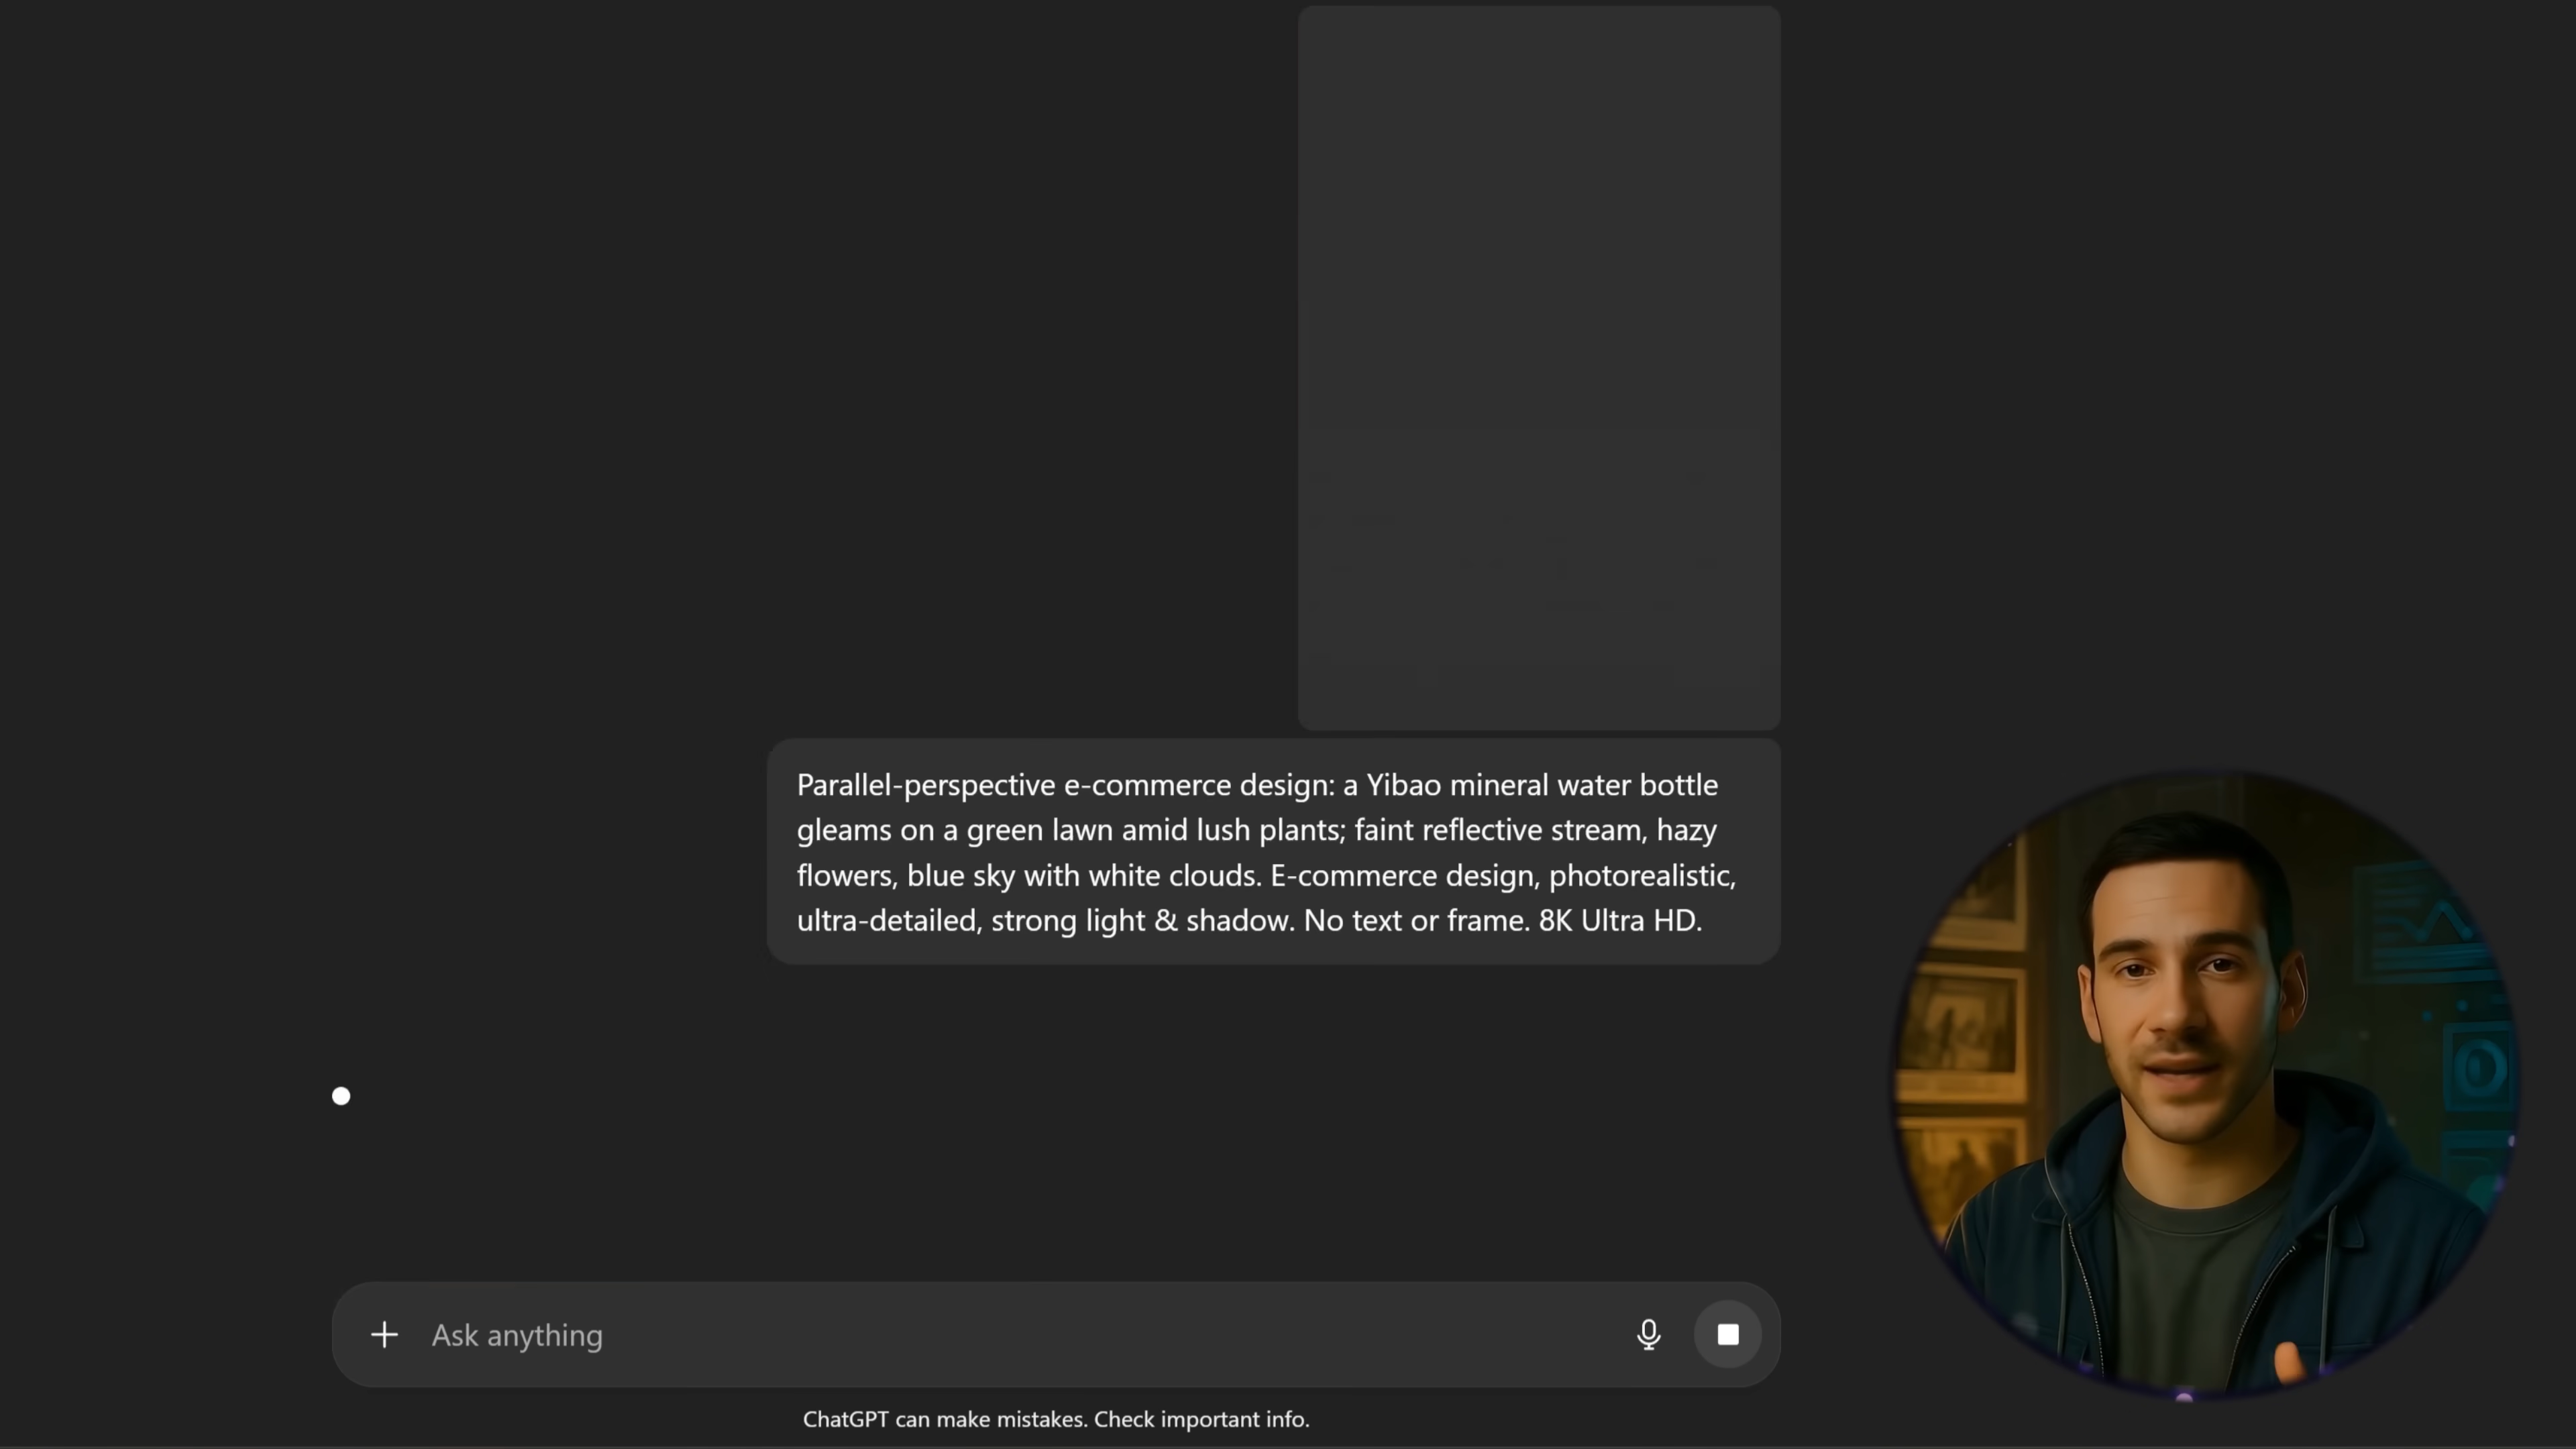 Parallel-perspective e-commerce design: a Yibao mineral water bottle
gleams on a green lawn amid lush plants; faint reflective stream, hazy
flowers, blue sky with white clouds. E-commerce design, photorealistic,
ultra-detailed, strong light & shadow. No text or frame. 8K Ultra HD.
Ask anything
ChatGPT can make mistakes. Check important info.